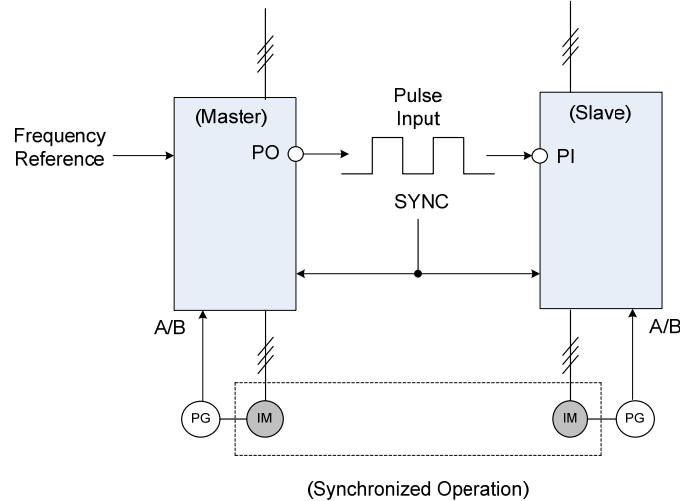 (Master)
Pulse
Input
(Slave)
Frequency
Reference
PO
PI
SYNC
A/B
A/B
PG
IM
IM
PG
(Synchronized Operation)